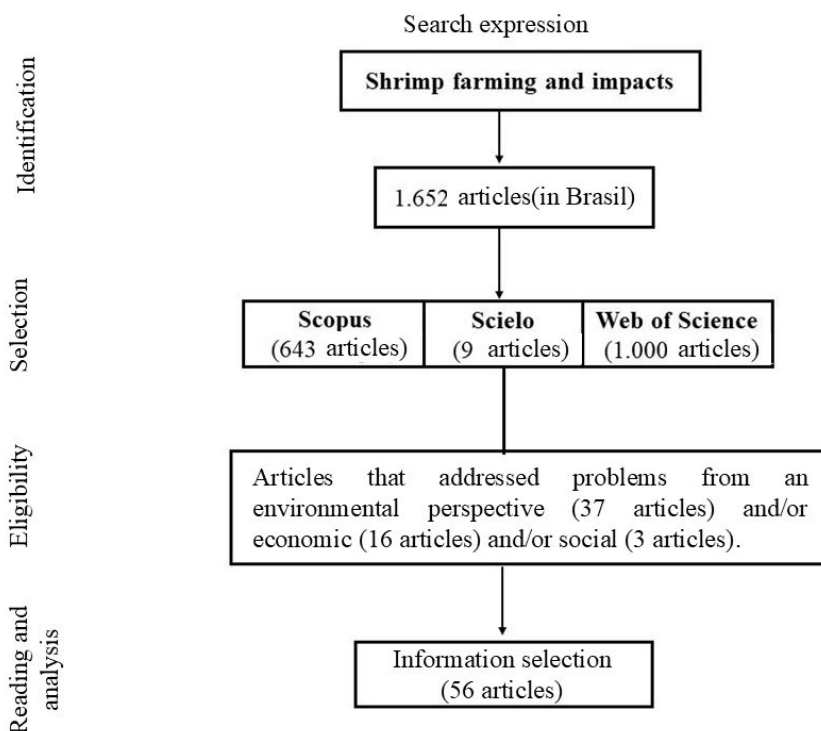 Search expression
Identification
Shrimp farming and impacts
1.652 articles(in Brasil)
Selection
Scopus
(643 articles)
Scielo
(9 articles)
Web of Science
(1.000 articles)
Eligibility
Articles that addressed problems from an
environmental perspective (37 articles) and/or
economic (16 articles) and/or social (3 articles).
Reading and
analysis
Information selection
(56 articles)